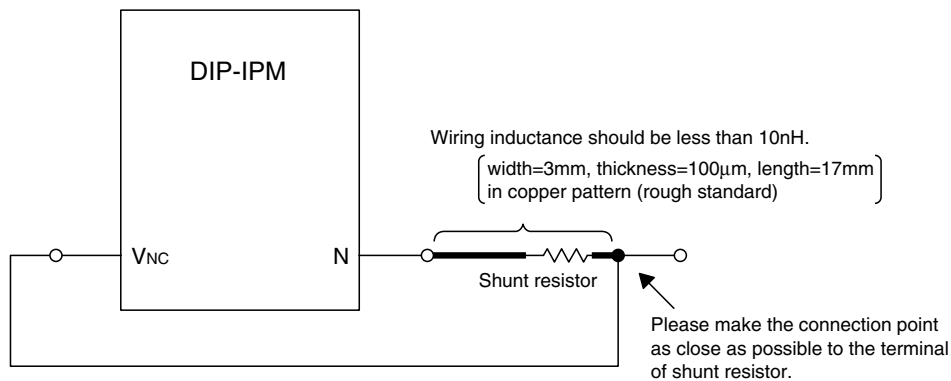 DIP-IPM
Wiring inductance should be less than 10nH.
width=3mm, thickness=100µm, length=17mm
in copper pattern (rough standard)
VNC
N
Shunt resistor
Please make the connection point
as close as possible to the terminal
of shunt resistor.